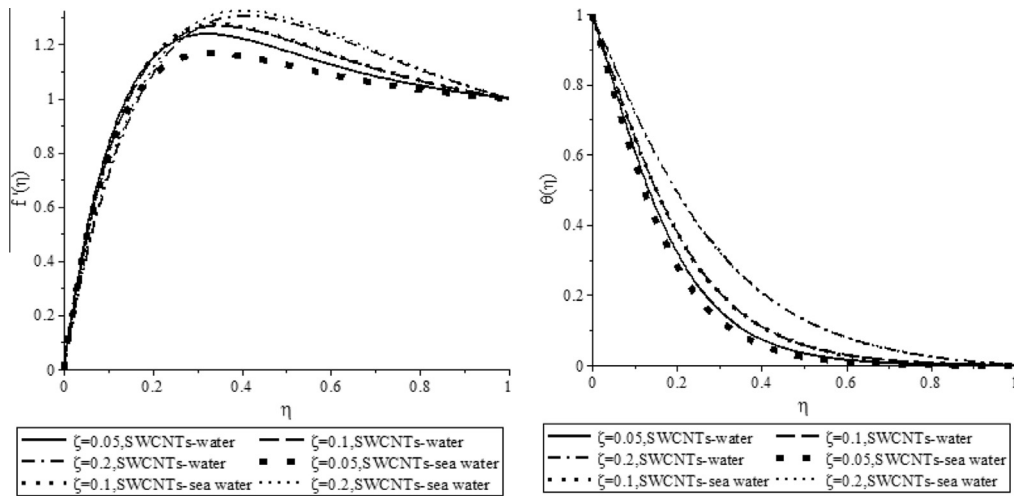 1.2
1
0.8
0.6
0.4
0.2
0
f'(η)
0 0.2 0.4 0.6 0.8 1
η
ζ=0.05,SWCNTs-water ζ=0.1,SWCNTs-water
ζ=0.2,SWCNTs-water ζ=0.05,SWCNTs-sea water
ζ=0.1,SWCNTs-sea water ζ=0.2,SWCNTs-sea water
1
0.8
0.6
0.4
0.2
0
θ(η)
0 0.2 0.4 0.6 0.8 1
η
ζ=0.05,SWCNTs-water ζ=0.1,SWCNTs-water
ζ=0.2,SWCNTs-water ζ=0.05,SWCNTs-sea water
ζ=0.1,SWCNTs-sea water ζ=0.2,SWCNTs-sea water